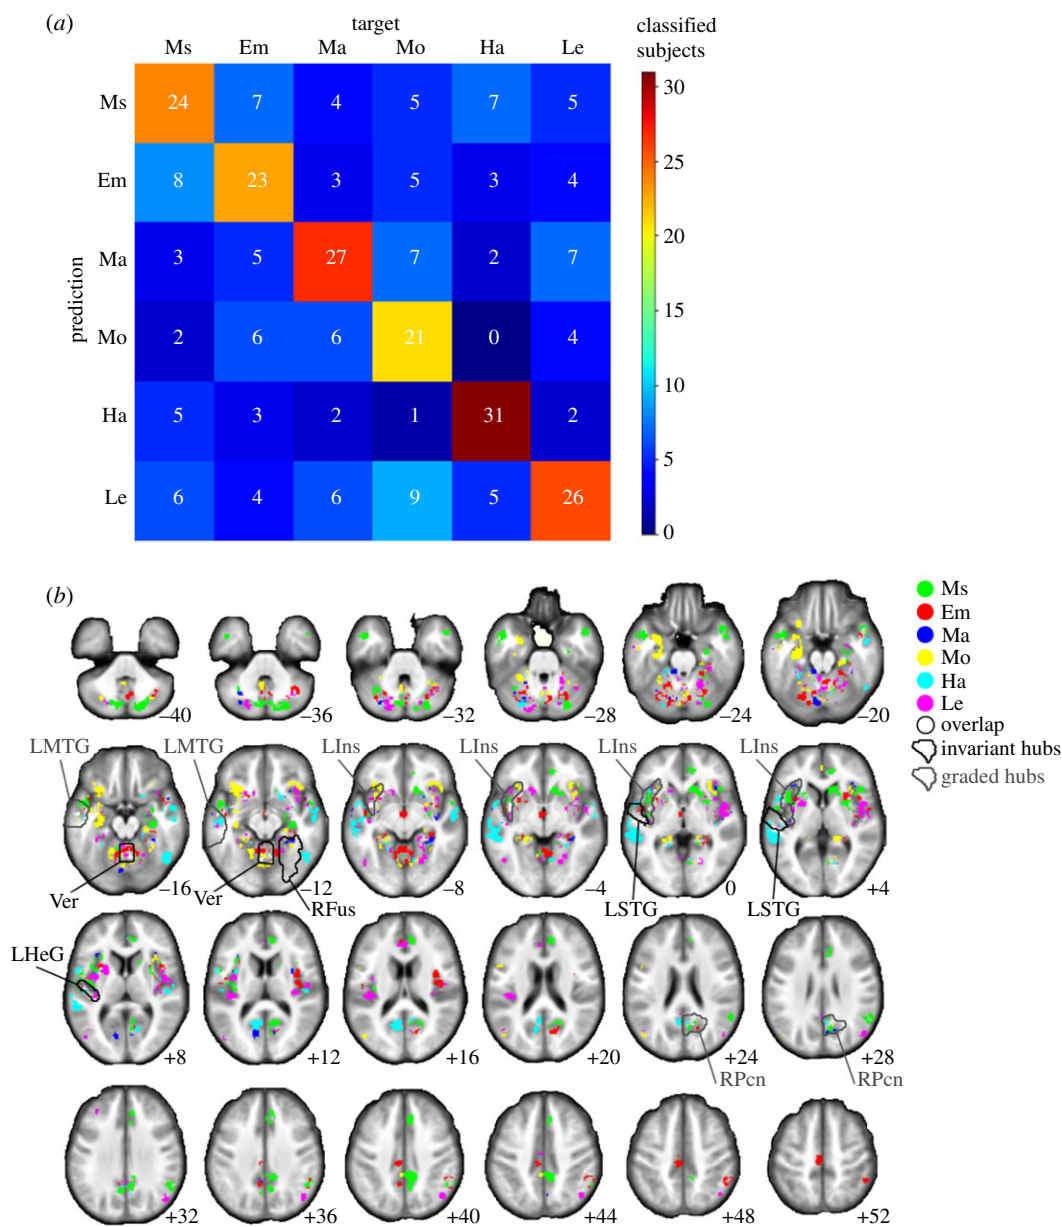 (a)
target
classified
subjects
Ms Em Ma Mo Ha Le
prediction
Ms 24 7 4 5 7 5
Em 8 23 3 5 3 4
Ma 3 5 27 7 2 7
Mo 2 6 6 21 0 4
Ha 5 3 2 1 31 2
Le 6 4 6 9 5 26
30
25
20
15
10
5
0
(b)
Ms
Em
Ma
Mo
Ha
Le
overlap
invariant hubs
graded hubs
–40 –36 –32 –28 –24 –20
LMTG LMTG LIns LIns LIns LIns
–16 –12 –8 –4 0 +4
Ver Ver RFus LSTG LSTG
LHeG
+8 +12 +16 +20 +24 +28
RPcn RPcn
+32 +36 +40 +44 +48 +52